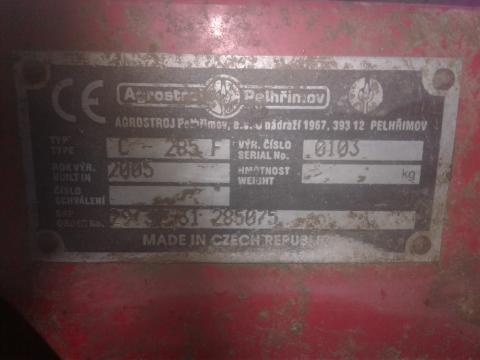 CE Agrostroj Pelhřimov
AGROSTROJ Pelhřimov, a.s. U nádraží 1967, 393 12 PELHŘIMOV
TYP
TYPE C - 285 F VÝR. ČÍSLO
SERIAL No. 0103
ROK VÝR.
BUILT IN 2005 HMOTNOST
WEIGHT kg
ČÍSLO
SCHVÁLENÍ
285075
MADE IN CZECH REPUBLIC